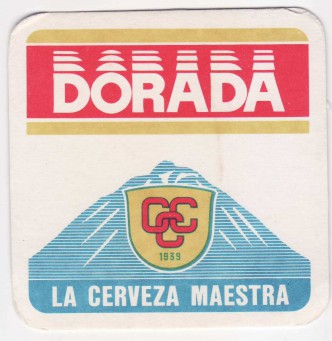 DORADA
CCC
1939
LA CERVEZA MAESTRA